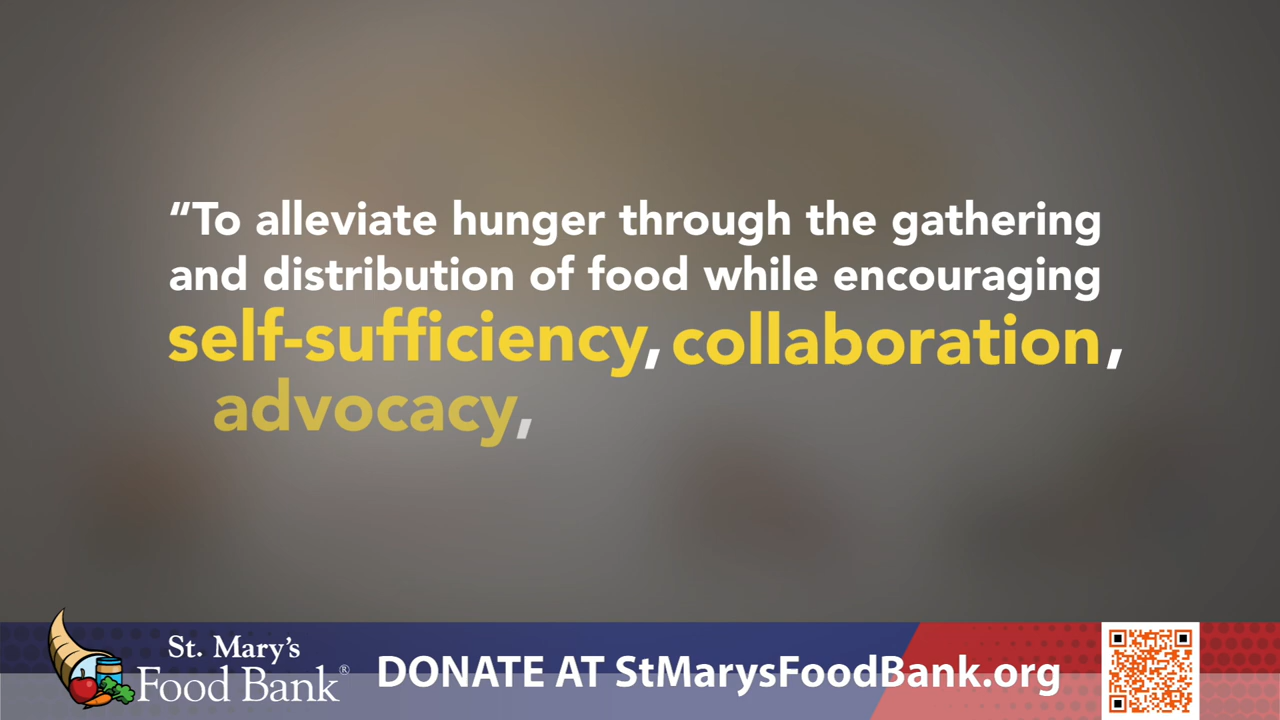 “To alleviate hunger through the gathering
and distribution of food while encouraging
self-sufficiency, collaboration,
advocacy,
St. Mary's
Food Bank®
DONATE AT StMarysFoodBank.org